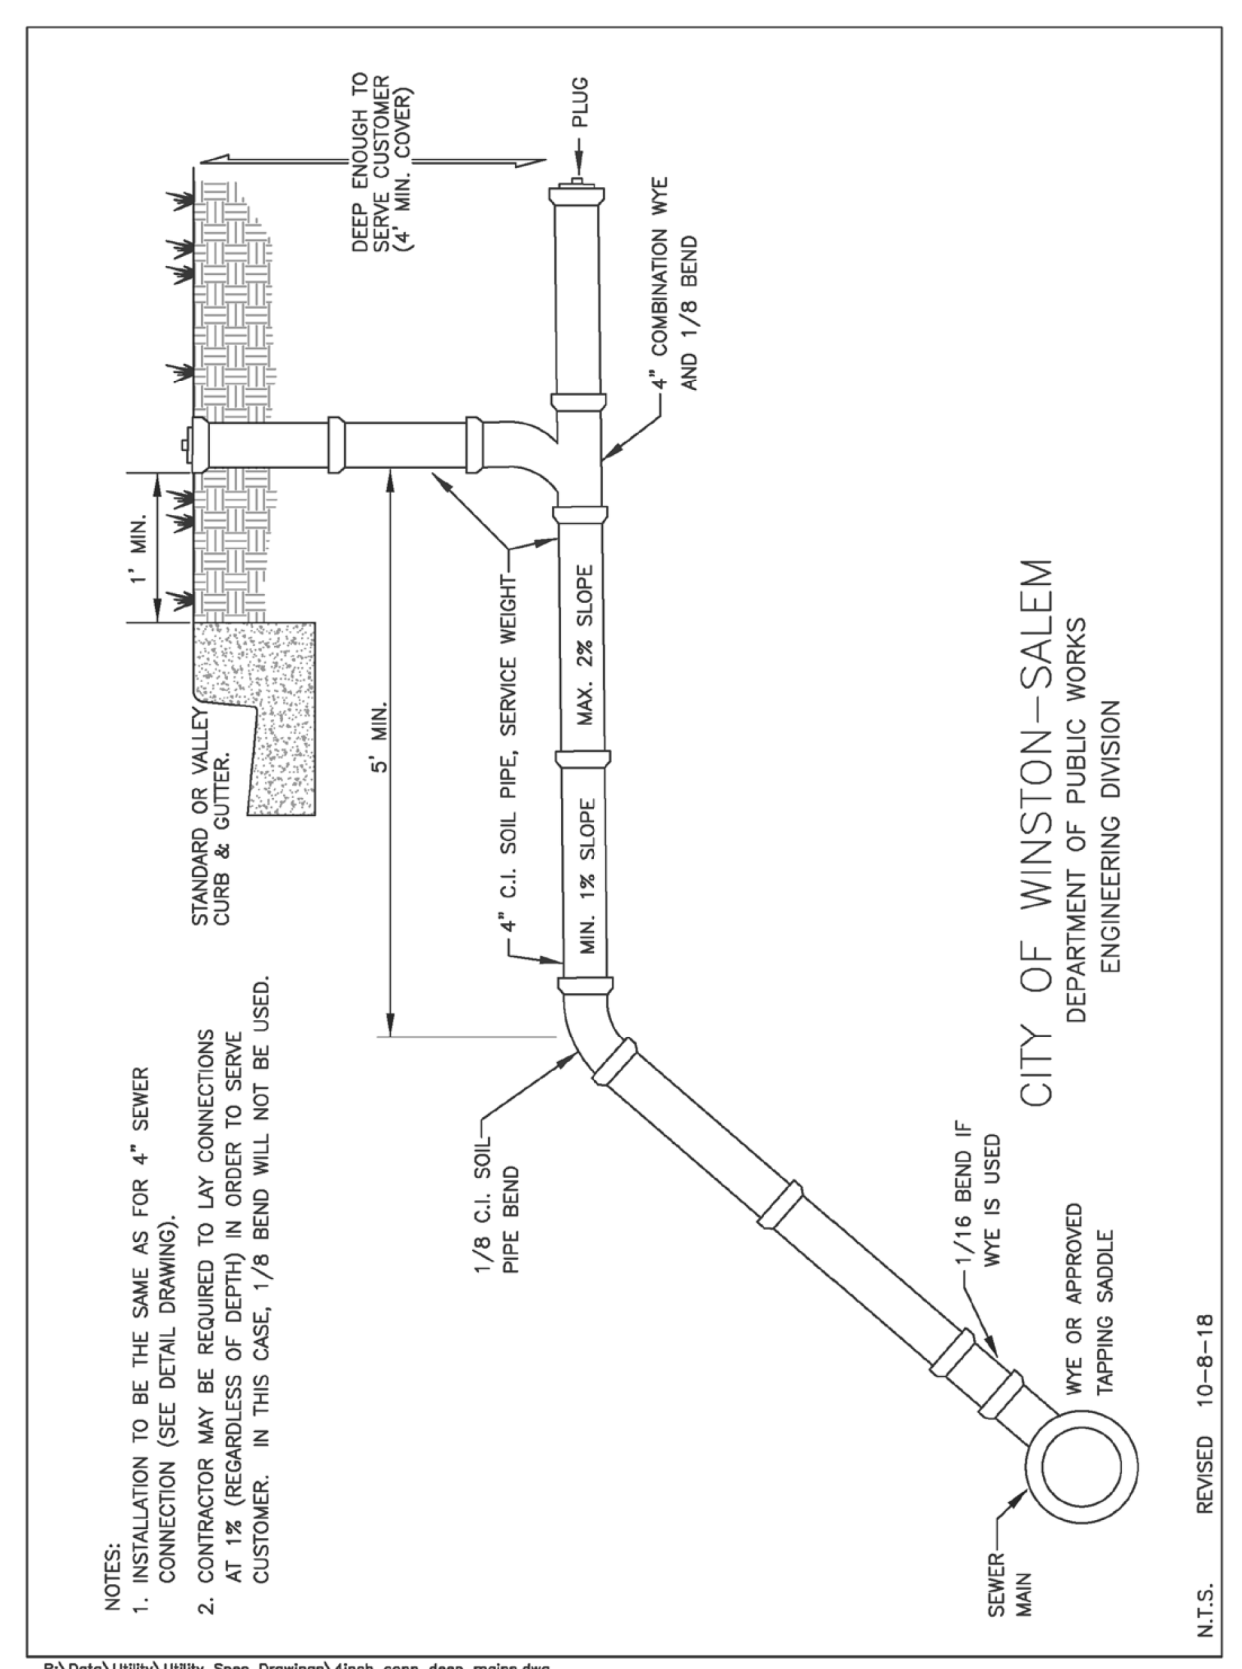 NOTES:
1. INSTALLATION TO BE THE SAME AS FOR 4" SEWER
CONNECTION (SEE DETAIL DRAWING).
2. CONTRACTOR MAY BE REQUIRED TO LAY CONNECTIONS
AT 1% (REGARDLESS OF DEPTH) IN ORDER TO SERVE
CUSTOMER. IN THIS CASE, 1/8 BEND WILL NOT BE USED.
STANDARD OR VALLEY
CURB & GUTTER.
1' MIN.
DEEP ENOUGH TO
SERVE CUSTOMER
(4' MIN. COVER)
5' MIN.
PLUG
4" C.I. SOIL PIPE, SERVICE WEIGHT
MIN. 1% SLOPE
MAX. 2% SLOPE
4" COMBINATION WYE
AND 1/8 BEND
1/8 C.I. SOIL
PIPE BEND
1/16 BEND IF
WYE IS USED
WYE OR APPROVED
TAPPING SADDLE
SEWER
MAIN
CITY OF WINSTON-SALEM
DEPARTMENT OF PUBLIC WORKS
ENGINEERING DIVISION
N.T.S. REVISED 10-8-18